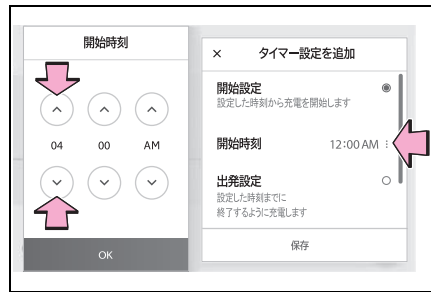 開始時刻
04 00 AM
OK
× タイマー設定を追加
開始設定
設定した時刻から充電を開始します
開始時刻 12:00 AM
出発設定
設定した時刻までに
終了するように充電します
保存